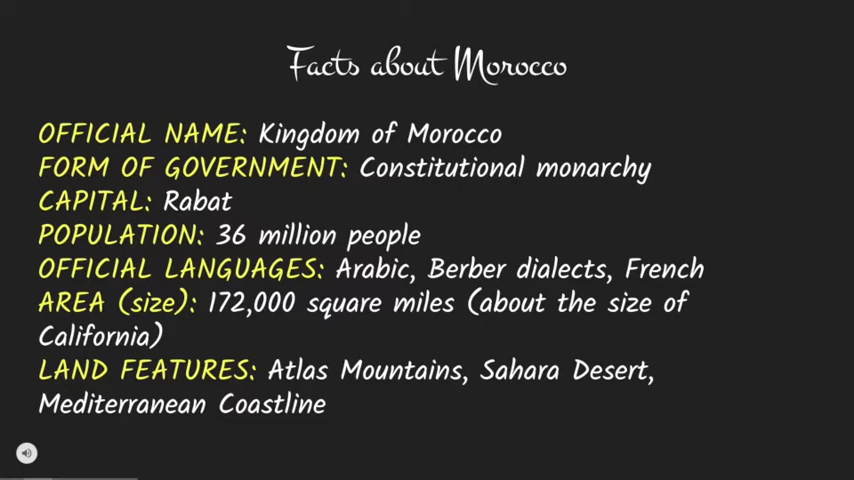 Facts about Morocco
OFFICIAL NAME: Kingdom of Morocco
FORM OF GOVERNMENT: Constitutional monarchy
CAPITAL: Rabat
POPULATION: 36 million people
OFFICIAL LANGUAGES: Arabic, Berber dialects, French
AREA (size): 172,000 square miles (about the size of
California)
LAND FEATURES: Atlas Mountains, Sahara Desert,
Mediterranean Coastline